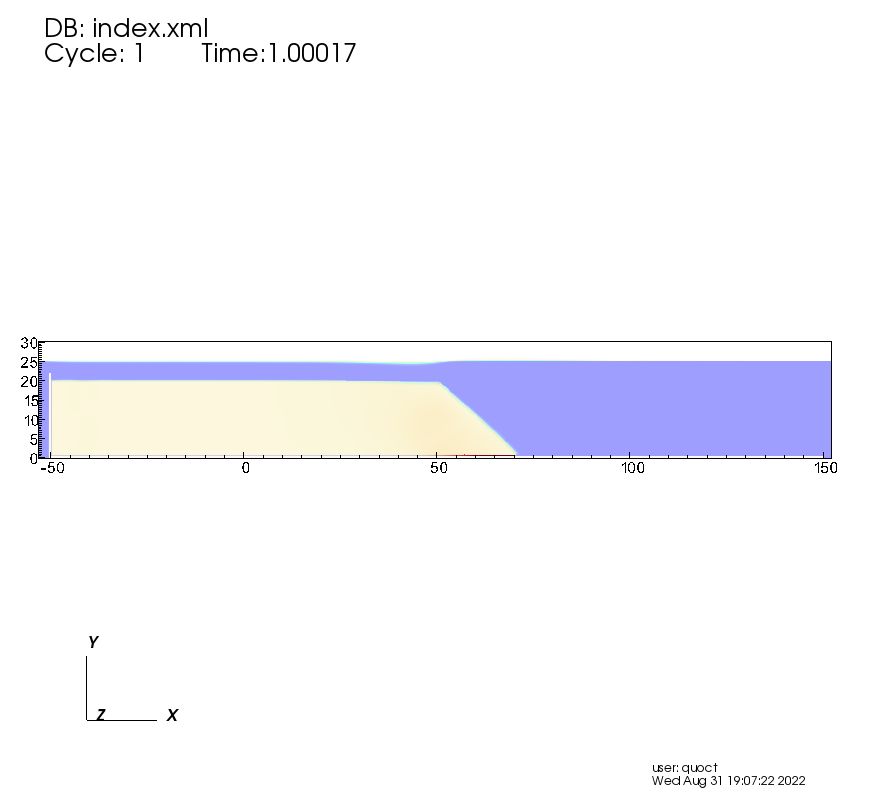 DB: index.xml
Cycle: 1 Time:1.00017
30
25
20
15
10
5
0
-50 0 50 100 150
Y
Z X
user: quoct
Wed Aug 31 19:07:22 2022